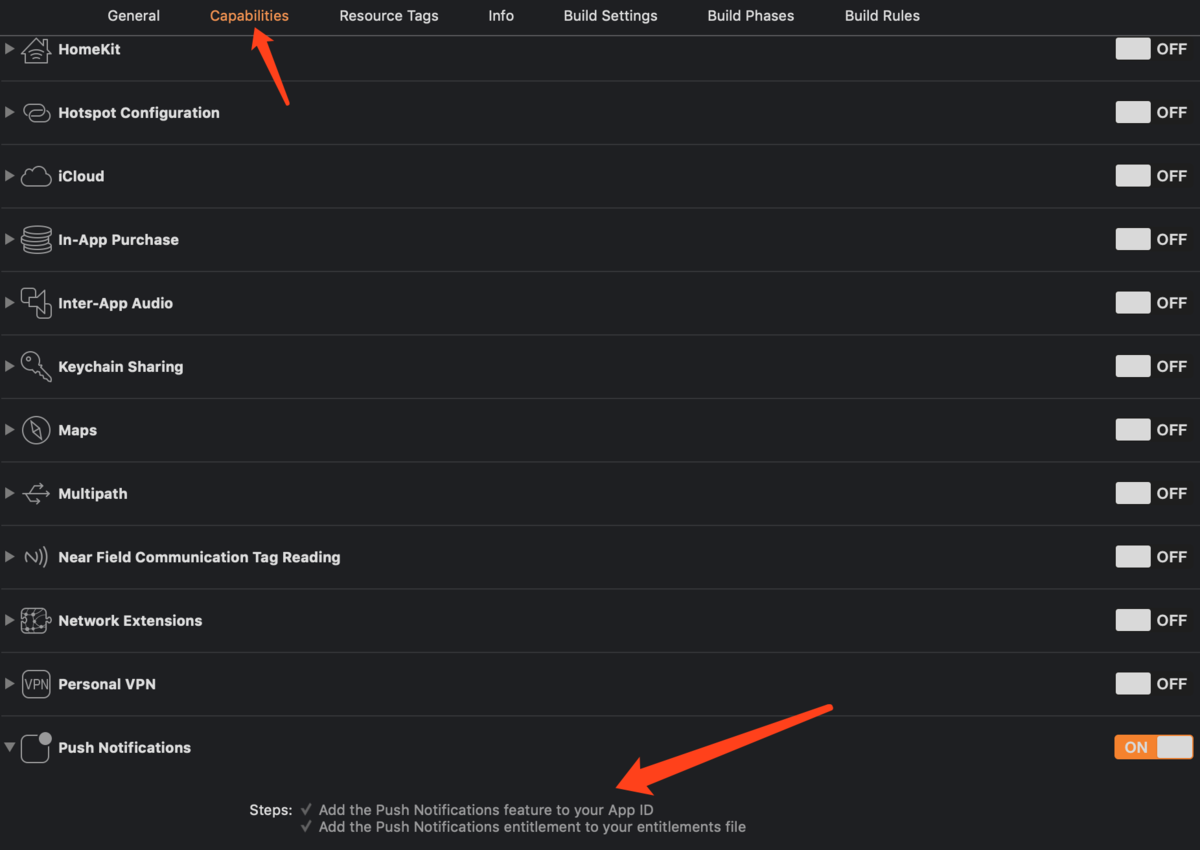 General Capabilities Resource Tags Info Build Settings Build Phases Build Rules
HomeKit OFF
Hotspot Configuration OFF
iCloud OFF
In-App Purchase OFF
Inter-App Audio OFF
Keychain Sharing OFF
Maps OFF
Multipath OFF
Near Field Communication Tag Reading OFF
Network Extensions OFF
VPN Personal VPN OFF
Push Notifications ON
Steps: ✓ Add the Push Notifications feature to your App ID
✓ Add the Push Notifications entitlement to your entitlements file